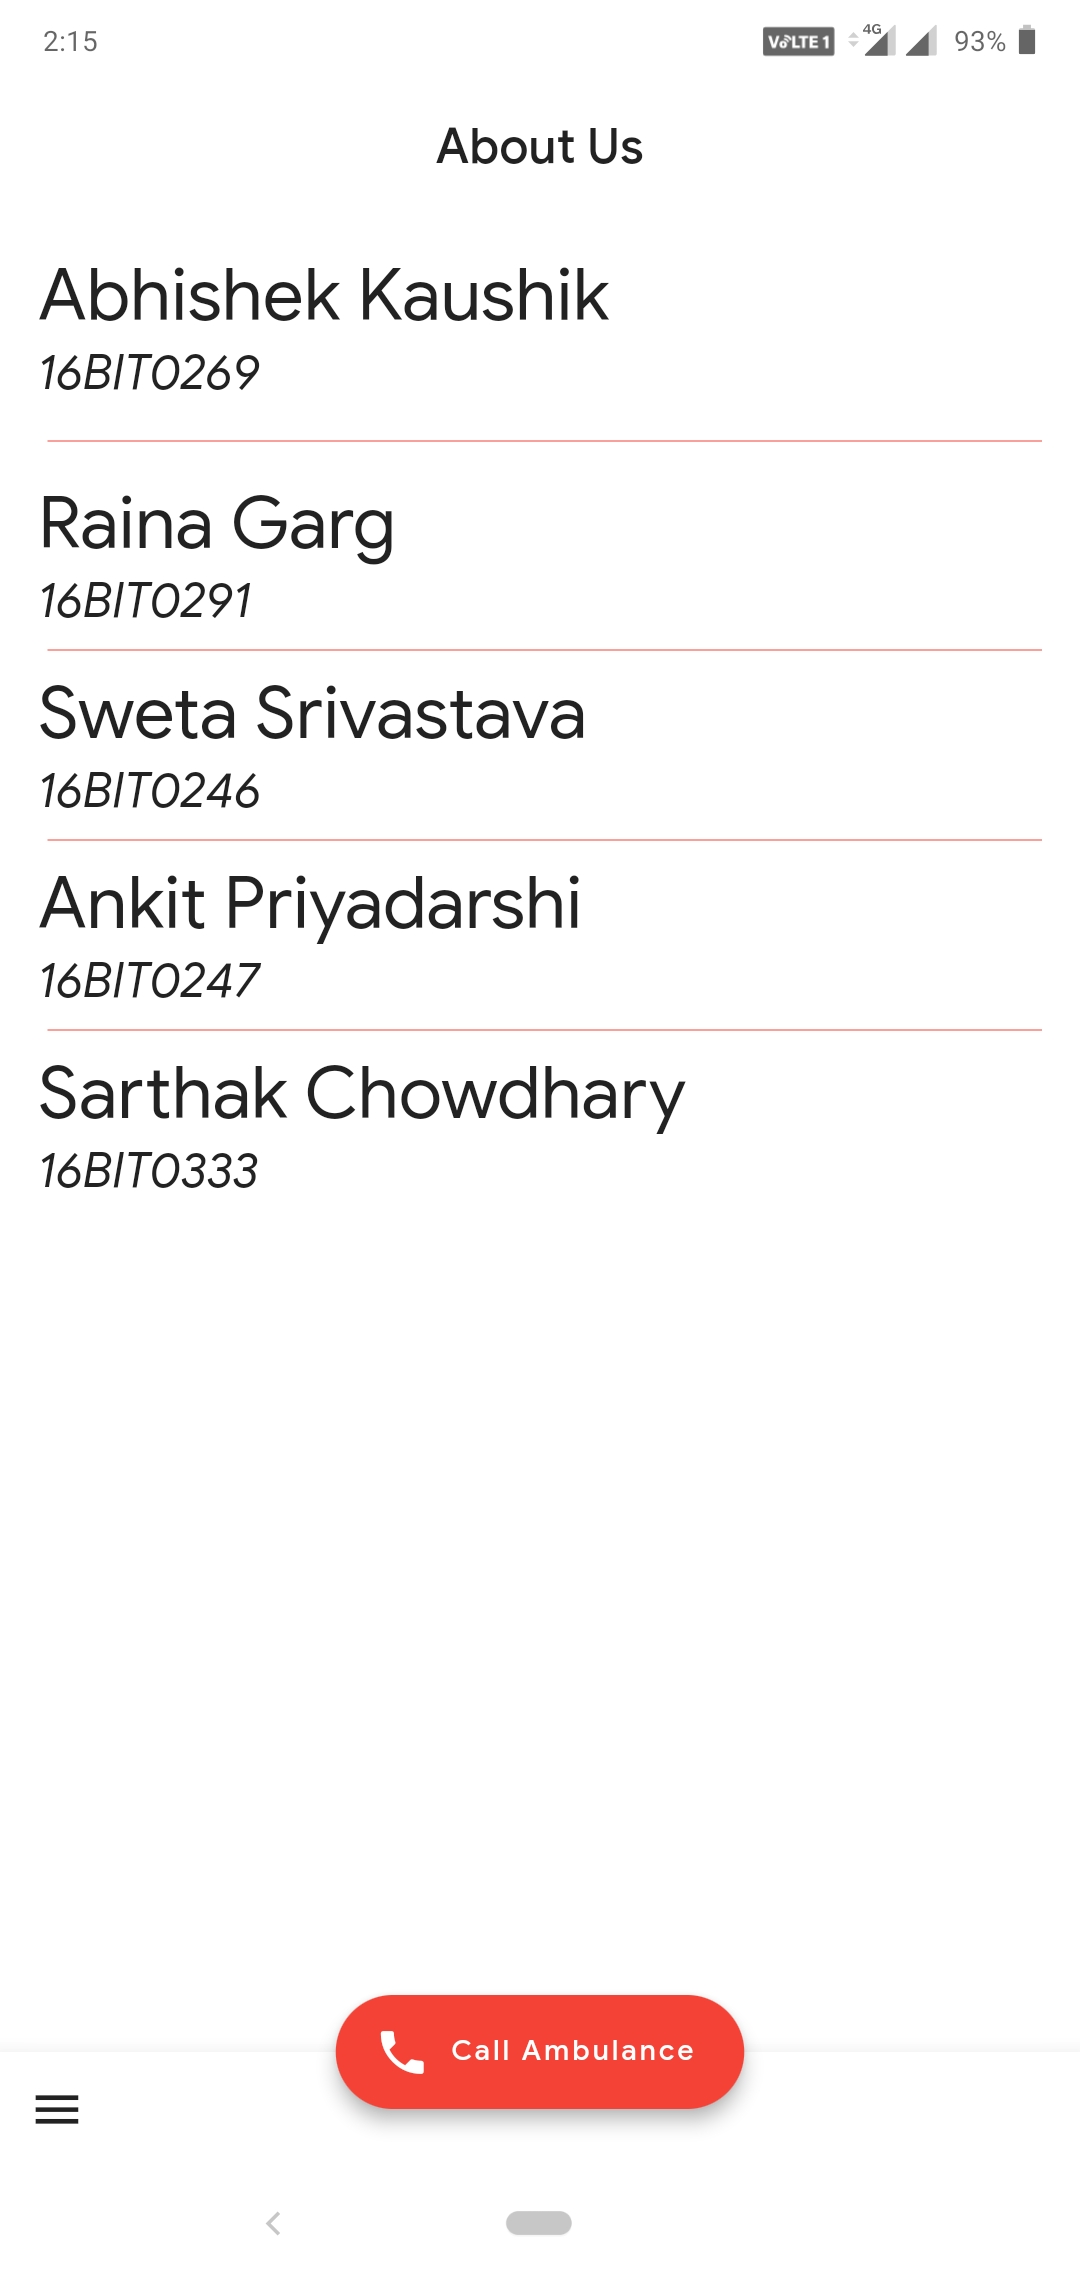 2:15
VoLTE 1
4G
93%
About Us
Abhishek Kaushik
16BIT0269
Raina Garg
16BIT0291
Sweta Srivastava
16BIT0246
Ankit Priyadarshi
16BIT0247
Sarthak Chowdhary
16BIT0333
Call Ambulance